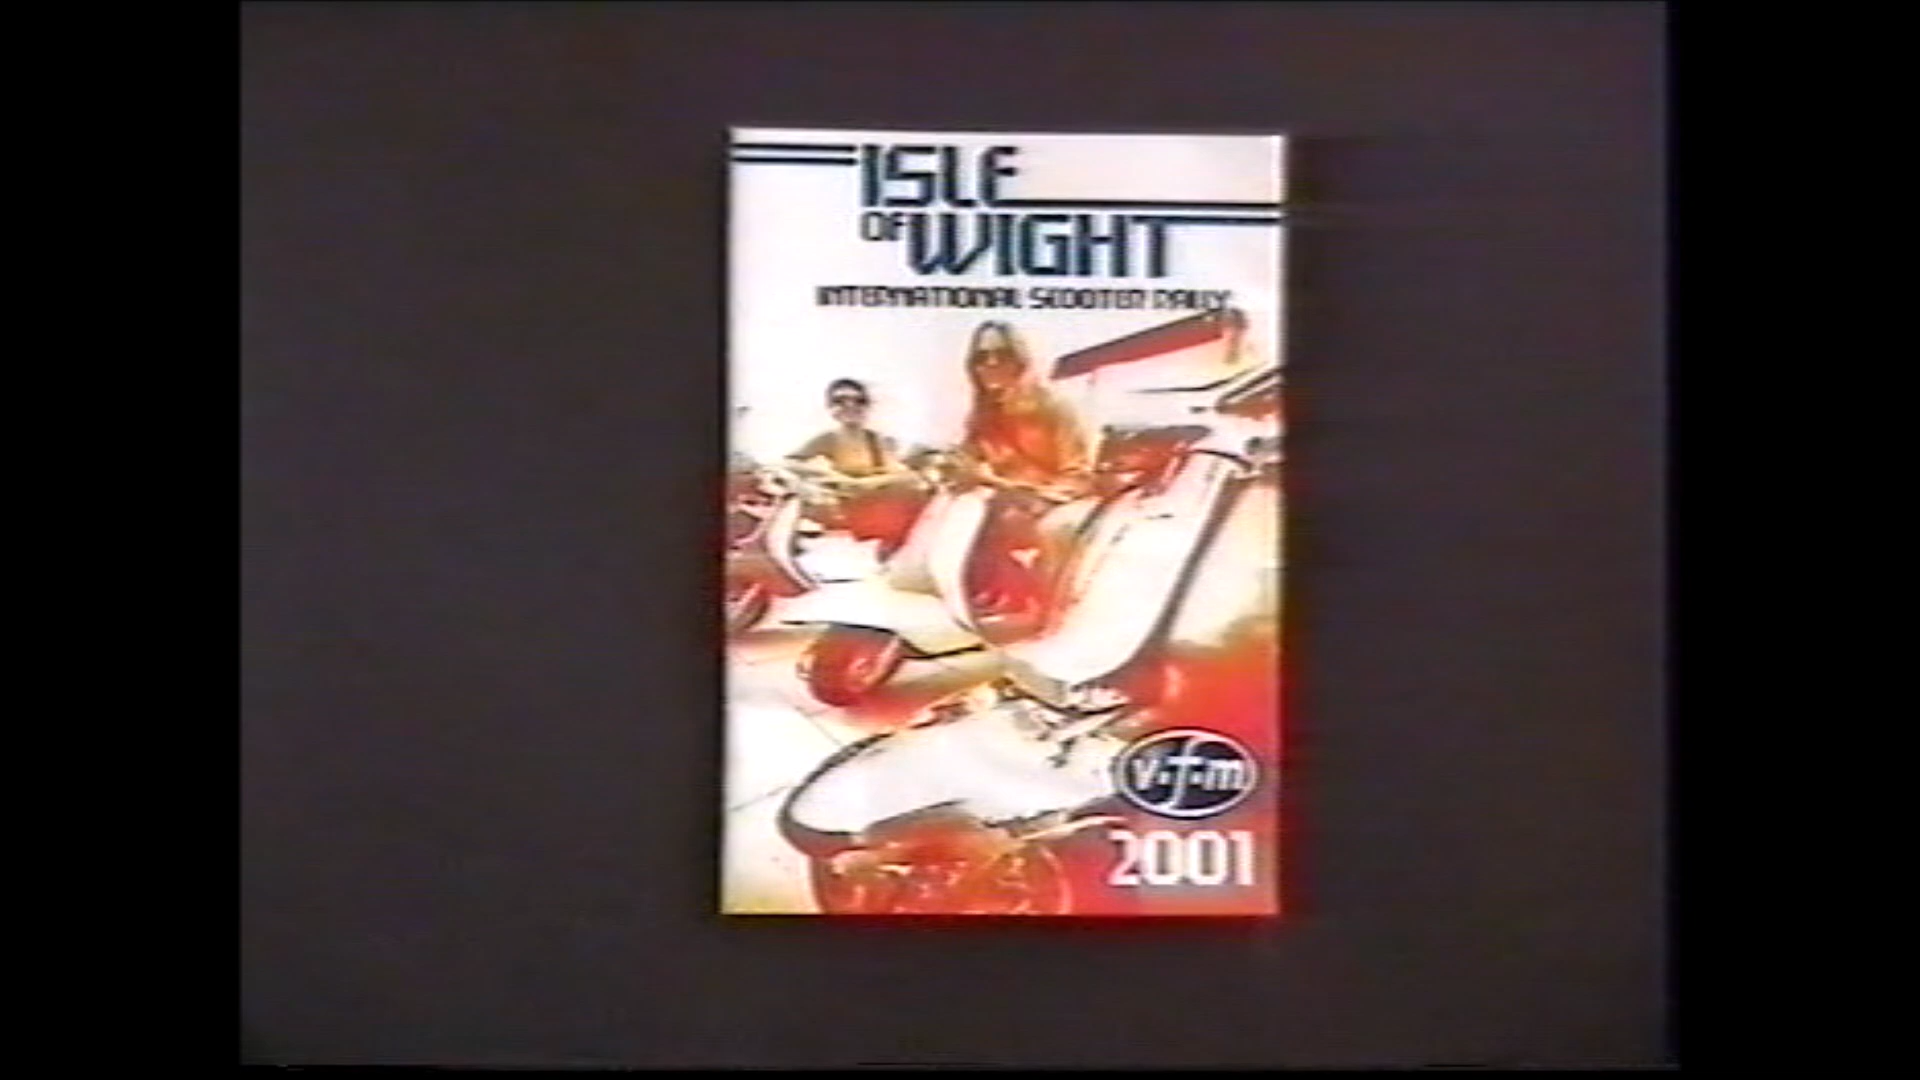 ISLE
OF WIGHT
INTERNATIONAL SCOOTER RALLY
v·f·m
2001